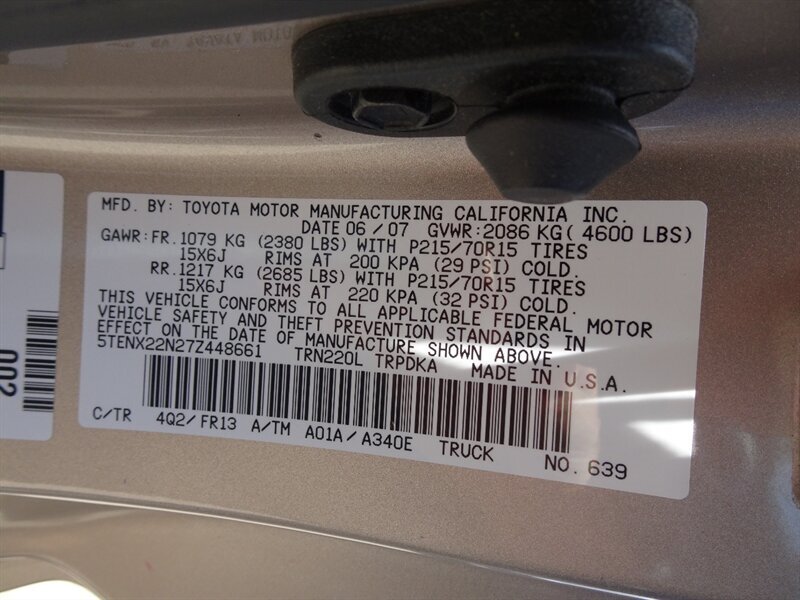 MFD. BY: TOYOTA MOTOR MANUFACTURING CALIFORNIA INC.
DATE 06/07 GVWR:2086 KG( 4600 LBS)
GAWR:FR.1079 KG (2380 LBS) WITH P215/70R15 TIRES
15X6J RIMS AT 200 KPA (29 PSI) COLD.
RR.1217 KG (2685 LBS) WITH P215/70R15 TIRES
15X6J RIMS AT 220 KPA (32 PSI) COLD.
THIS VEHICLE CONFORMS TO ALL APPLICABLE FEDERAL MOTOR
VEHICLE SAFETY AND THEFT PREVENTION STANDARDS IN
EFFECT ON THE DATE OF MANUFACTURE SHOWN ABOVE.
5TENX22N27Z448661 TRN220L TRPDKA MADE IN U.S.A.
C/TR 4Q2/FR13 A/TM A01A/A340E TRUCK NO. 639
002